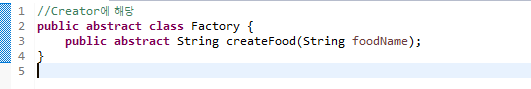 1 //Creator에 해당
2 public abstract class Factory {
3     public abstract String createFood(String foodName);
4 }
5